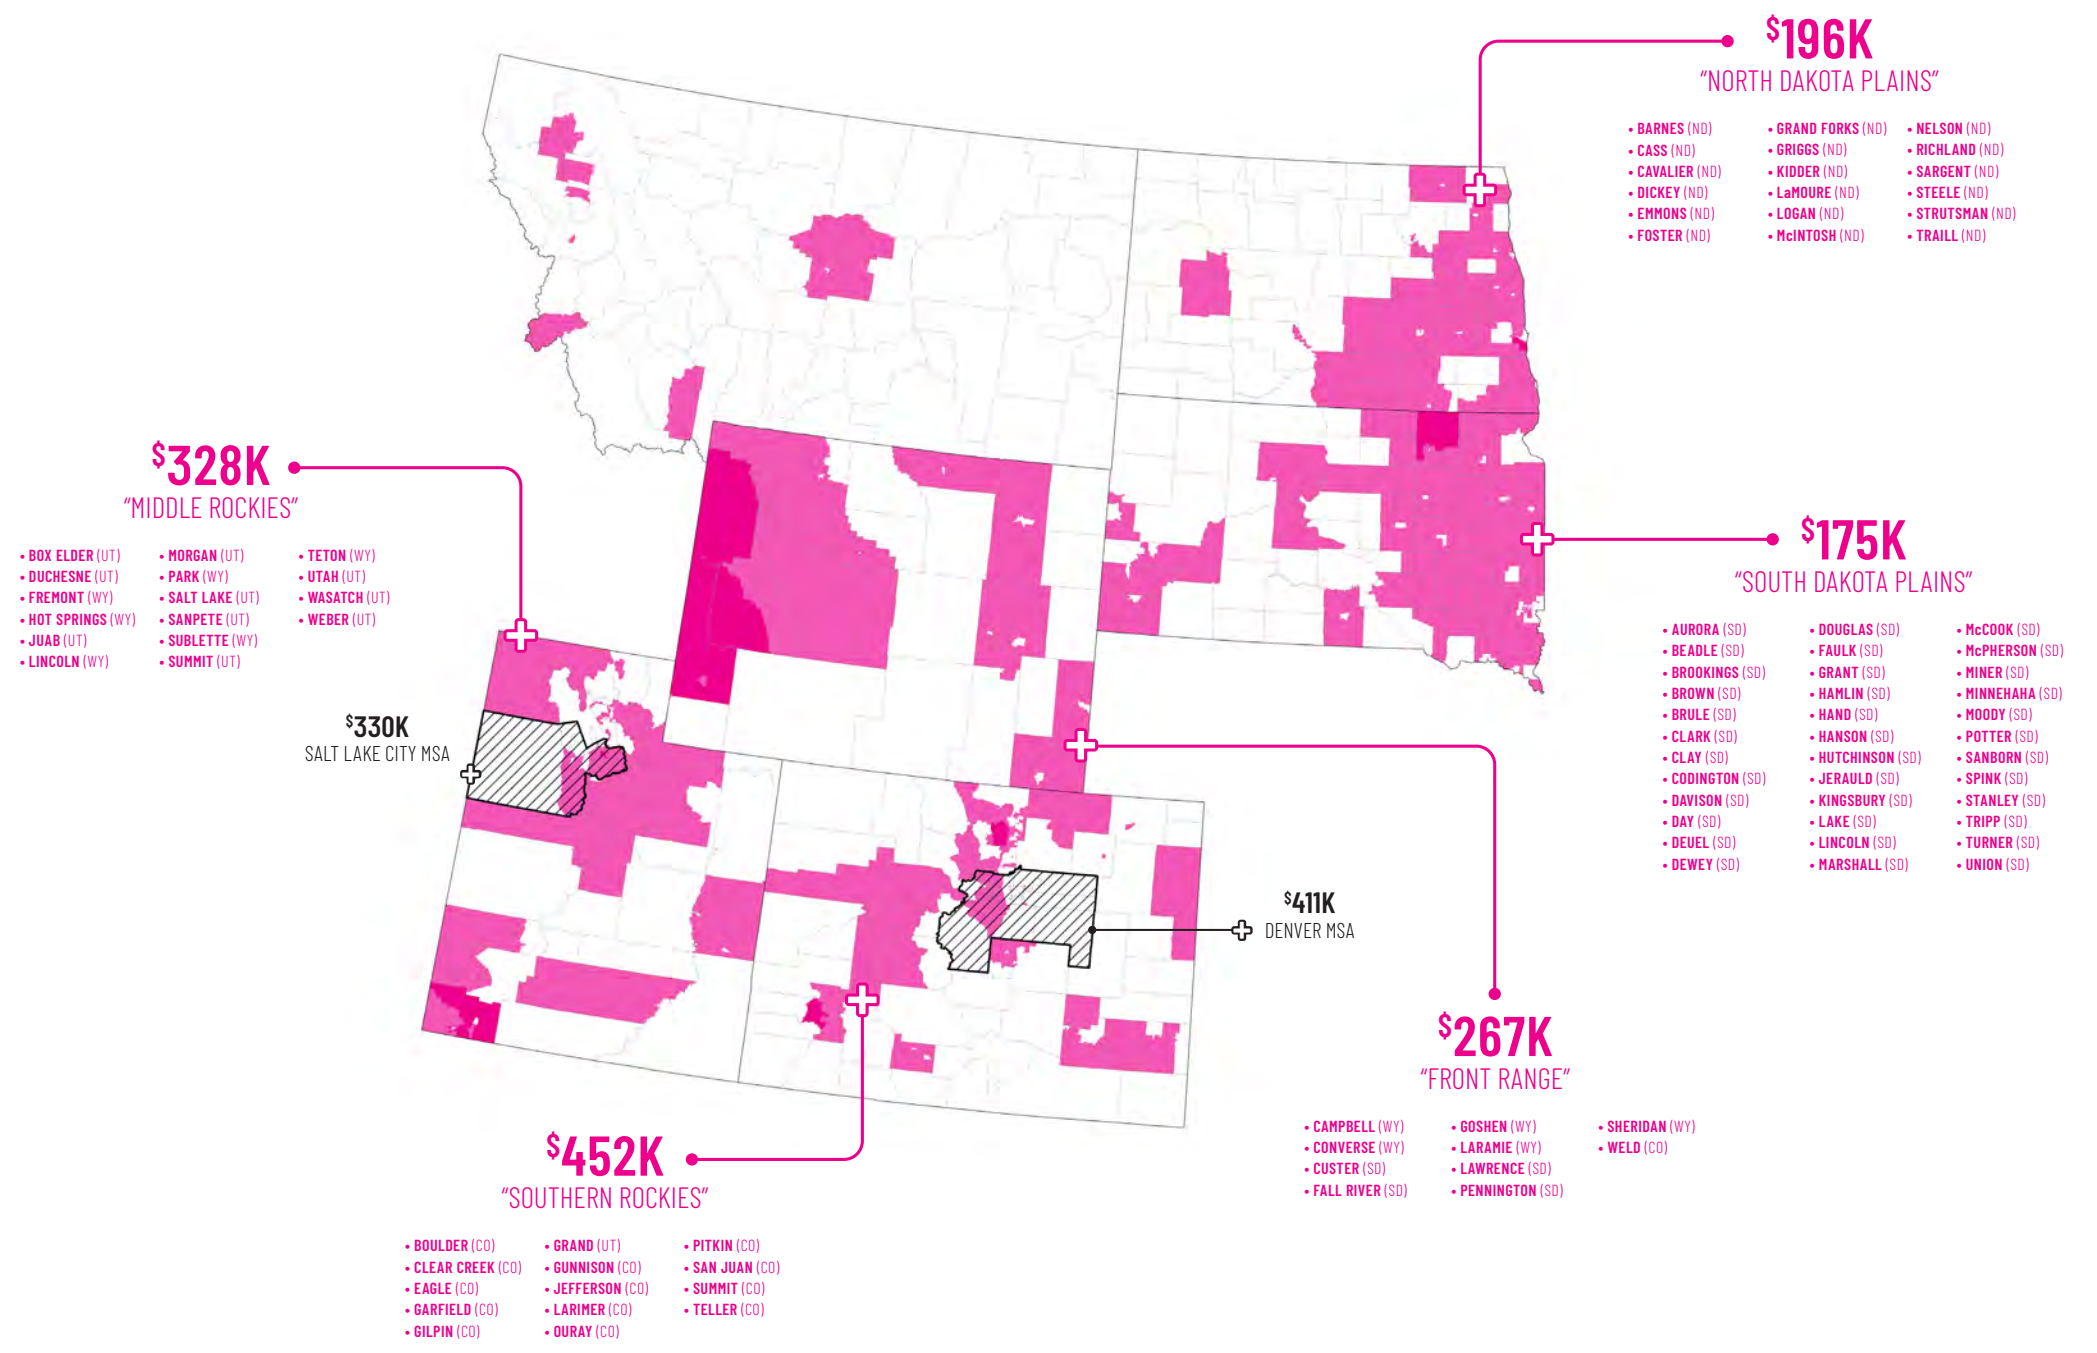 $196K
“NORTH DAKOTA PLAINS”
• BARNES (ND)
• CASS (ND)
• CAVALIER (ND)
• DICKEY (ND)
• EMMONS (ND)
• FOSTER (ND)
• GRAND FORKS (ND)
• GRIGGS (ND)
• KIDDER (ND)
• LaMOURE (ND)
• LOGAN (ND)
• McINTOSH (ND)
• NELSON (ND)
• RICHLAND (ND)
• SARGENT (ND)
• STEELE (ND)
• STRUTSMAN (ND)
• TRAILL (ND)
$328K
“MIDDLE ROCKIES”
• BOX ELDER (UT)
• DUCHESNE (UT)
• FREMONT (WY)
• HOT SPRINGS (WY)
• JUAB (UT)
• LINCOLN (WY)
• MORGAN (UT)
• PARK (WY)
• SALT LAKE (UT)
• SANPETE (UT)
• SUBLETTE (WY)
• SUMMIT (UT)
• TETON (WY)
• UTAH (UT)
• WASATCH (UT)
• WEBER (UT)
$175K
“SOUTH DAKOTA PLAINS”
• AURORA (SD)
• BEADLE (SD)
• BROOKINGS (SD)
• BROWN (SD)
• BRULE (SD)
• CLARK (SD)
• CLAY (SD)
• CODINGTON (SD)
• DAVISON (SD)
• DAY (SD)
• DEUEL (SD)
• DEWEY (SD)
• DOUGLAS (SD)
• FAULK (SD)
• GRANT (SD)
• HAMLIN (SD)
• HAND (SD)
• HANSON (SD)
• HUTCHINSON (SD)
• JERAULD (SD)
• KINGSBURY (SD)
• LAKE (SD)
• LINCOLN (SD)
• MARSHALL (SD)
• McCOOK (SD)
• McPHERSON (SD)
• MINER (SD)
• MINNEHAHA (SD)
• MOODY (SD)
• POTTER (SD)
• SANBORN (SD)
• SPINK (SD)
• STANLEY (SD)
• TRIPP (SD)
• TURNER (SD)
• UNION (SD)
$330K
SALT LAKE CITY MSA
$411K
DENVER MSA
$267K
“FRONT RANGE”
• CAMPBELL (WY)
• CONVERSE (WY)
• CUSTER (SD)
• FALL RIVER (SD)
• GOSHEN (WY)
• LARAMIE (WY)
• LAWRENCE (SD)
• PENNINGTON (SD)
• SHERIDAN (WY)
• WELD (CO)
$452K
“SOUTHERN ROCKIES”
• BOULDER (CO)
• CLEAR CREEK (CO)
• EAGLE (CO)
• GARFIELD (CO)
• GILPIN (CO)
• GRAND (UT)
• GUNNISON (CO)
• JEFFERSON (CO)
• LARIMER (CO)
• OURAY (CO)
• PITKIN (CO)
• SAN JUAN (CO)
• SUMMIT (CO)
• TELLER (CO)